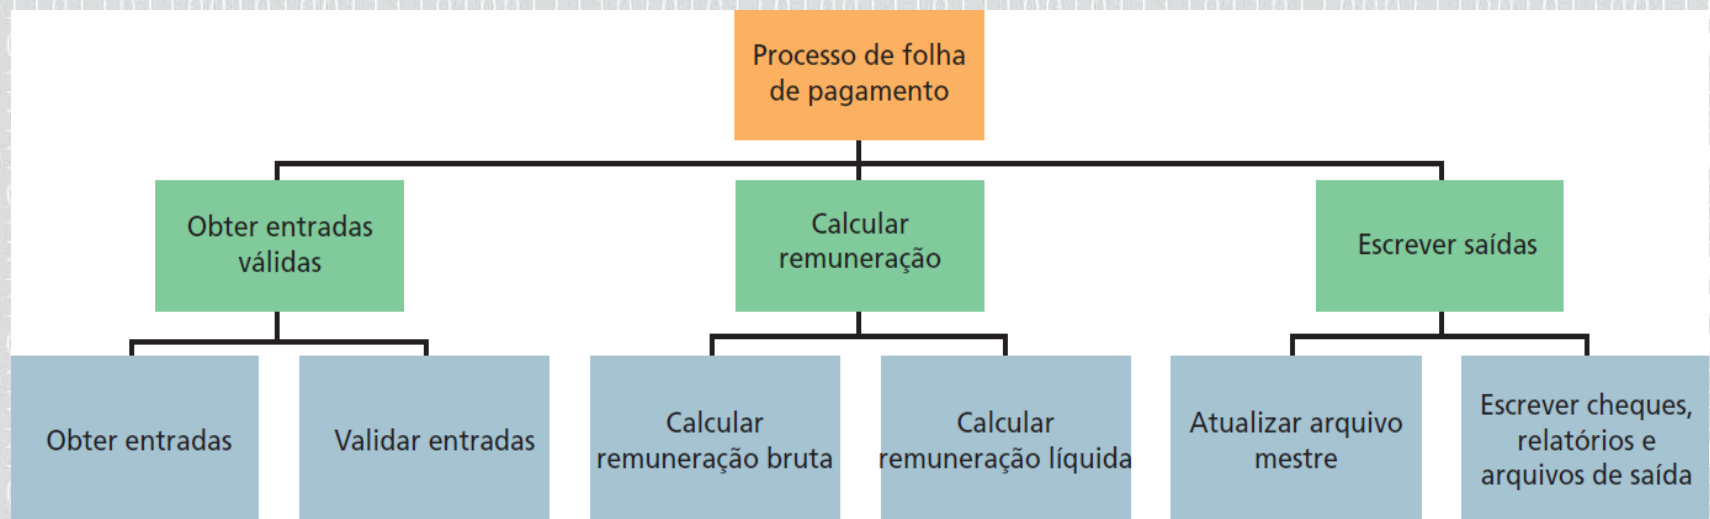 Processo de folha
de pagamento
Obter entradas
válidas
Calcular
remuneração
Escrever saídas
Obter entradas
Validar entradas
Calcular
remuneração bruta
Calcular
remuneração líquida
Atualizar arquivo
mestre
Escrever cheques,
relatórios e
arquivos de saída